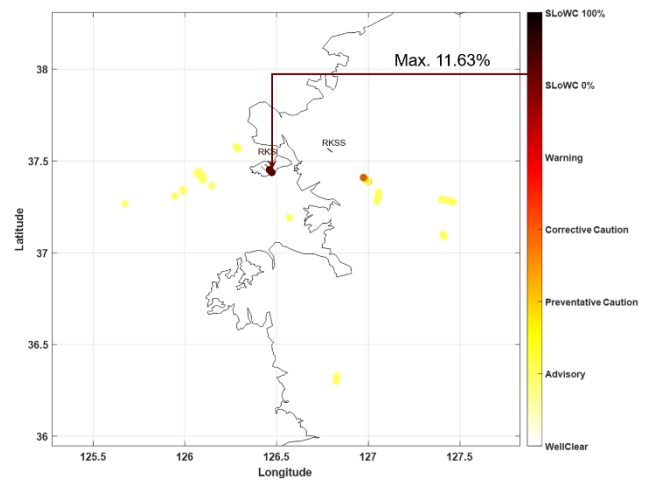 SLoWC 100%
Max. 11.63%
38
SLoWC 0%
RKSS
RKSI
37.5
Warning
Latitude
Corrective Caution
37
Preventative Caution
36.5
Advisory
36
WellClear
125.5 126 126.5 127 127.5
Longitude